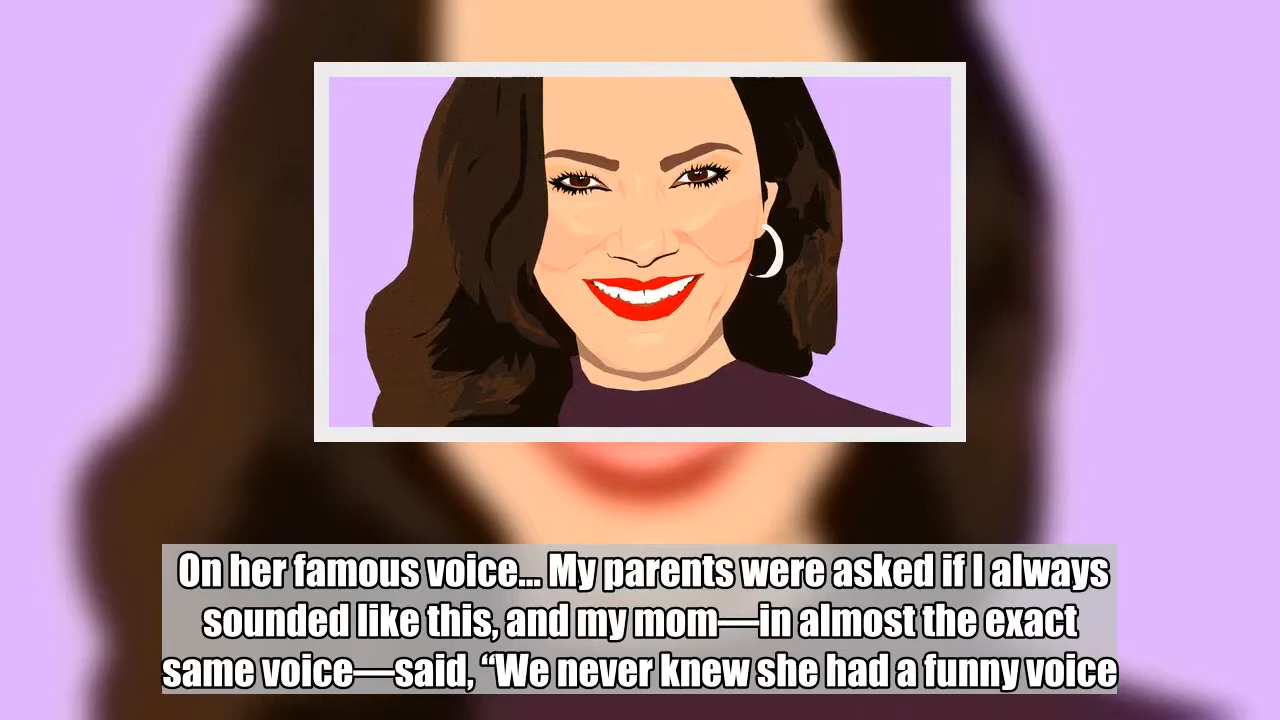 On her famous voice... My parents were asked if I always
sounded like this, and my mom—in almost the exact
same voice—said, “We never knew she had a funny voice